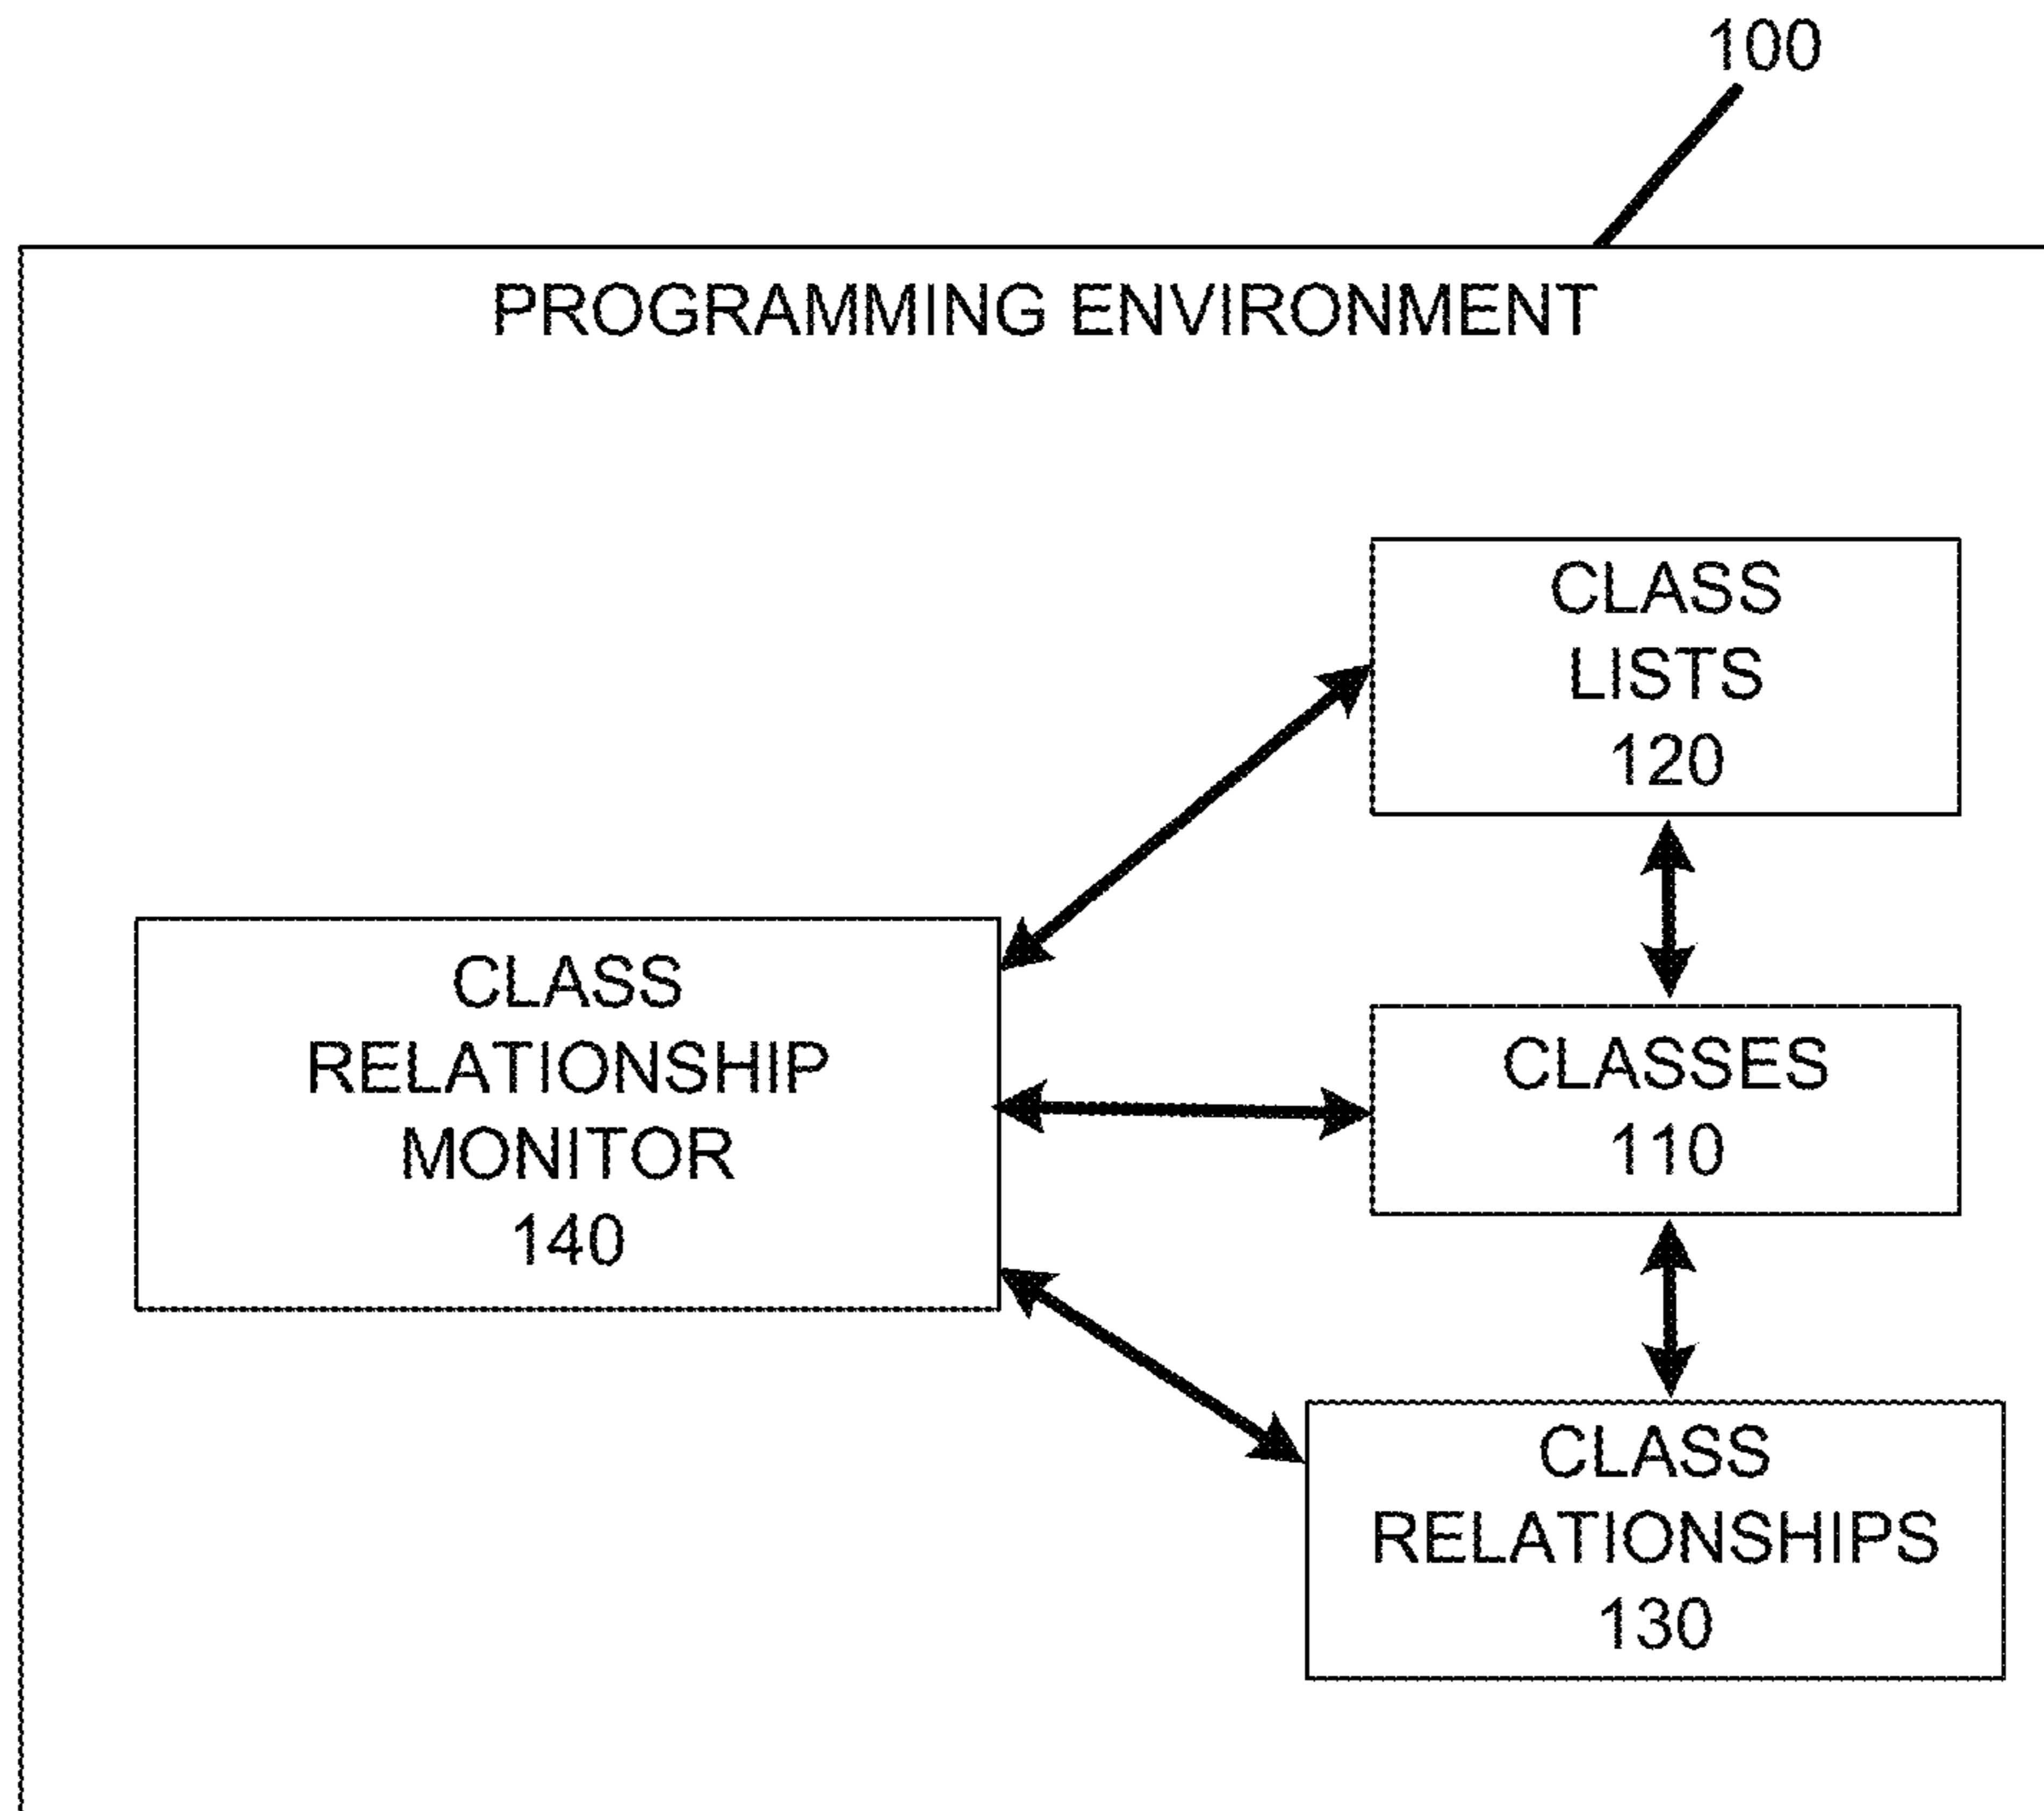 100
PROGRAMMING ENVIRONMENT
CLASS
LISTS
120
CLASS
RELATIONSHIP
MONITOR
140
CLASSES
110
CLASS
RELATIONSHIPS
130